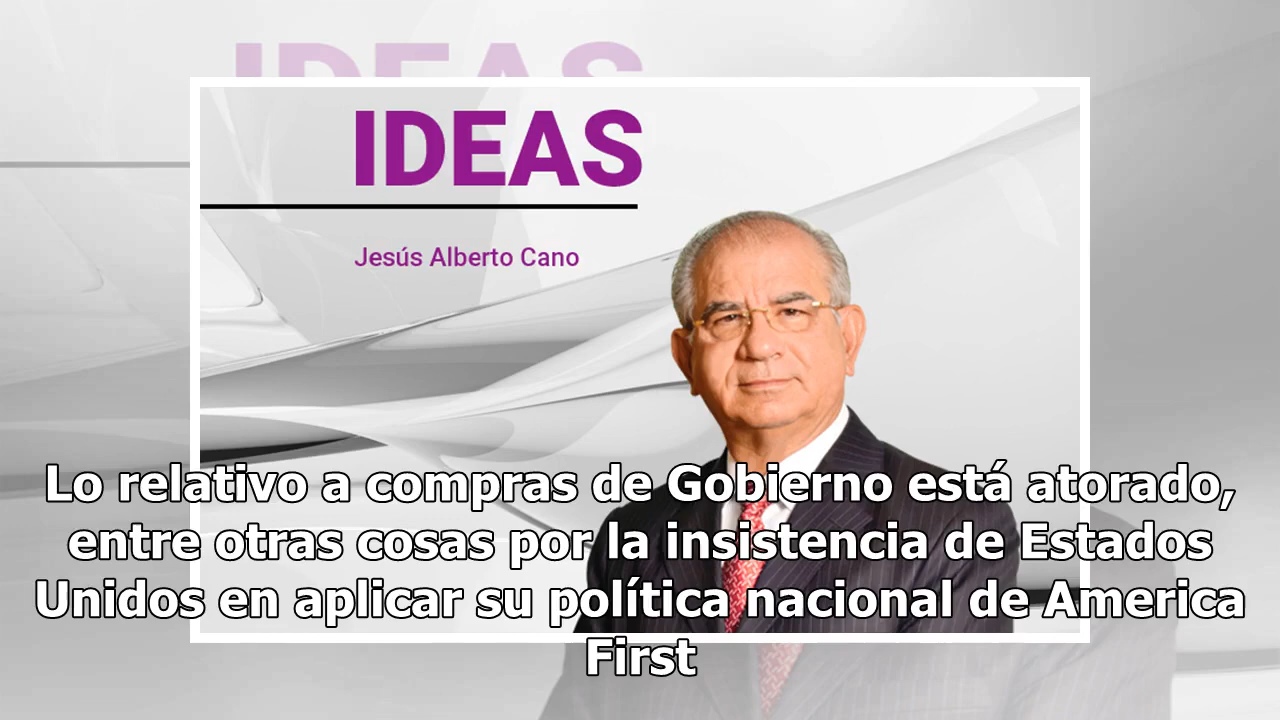 IDEAS
IDEAS
Jesús Alberto Cano
Lo relativo a compras de Gobierno está atorado,
entre otras cosas por la insistencia de Estados
Unidos en aplicar su política nacional de America
First